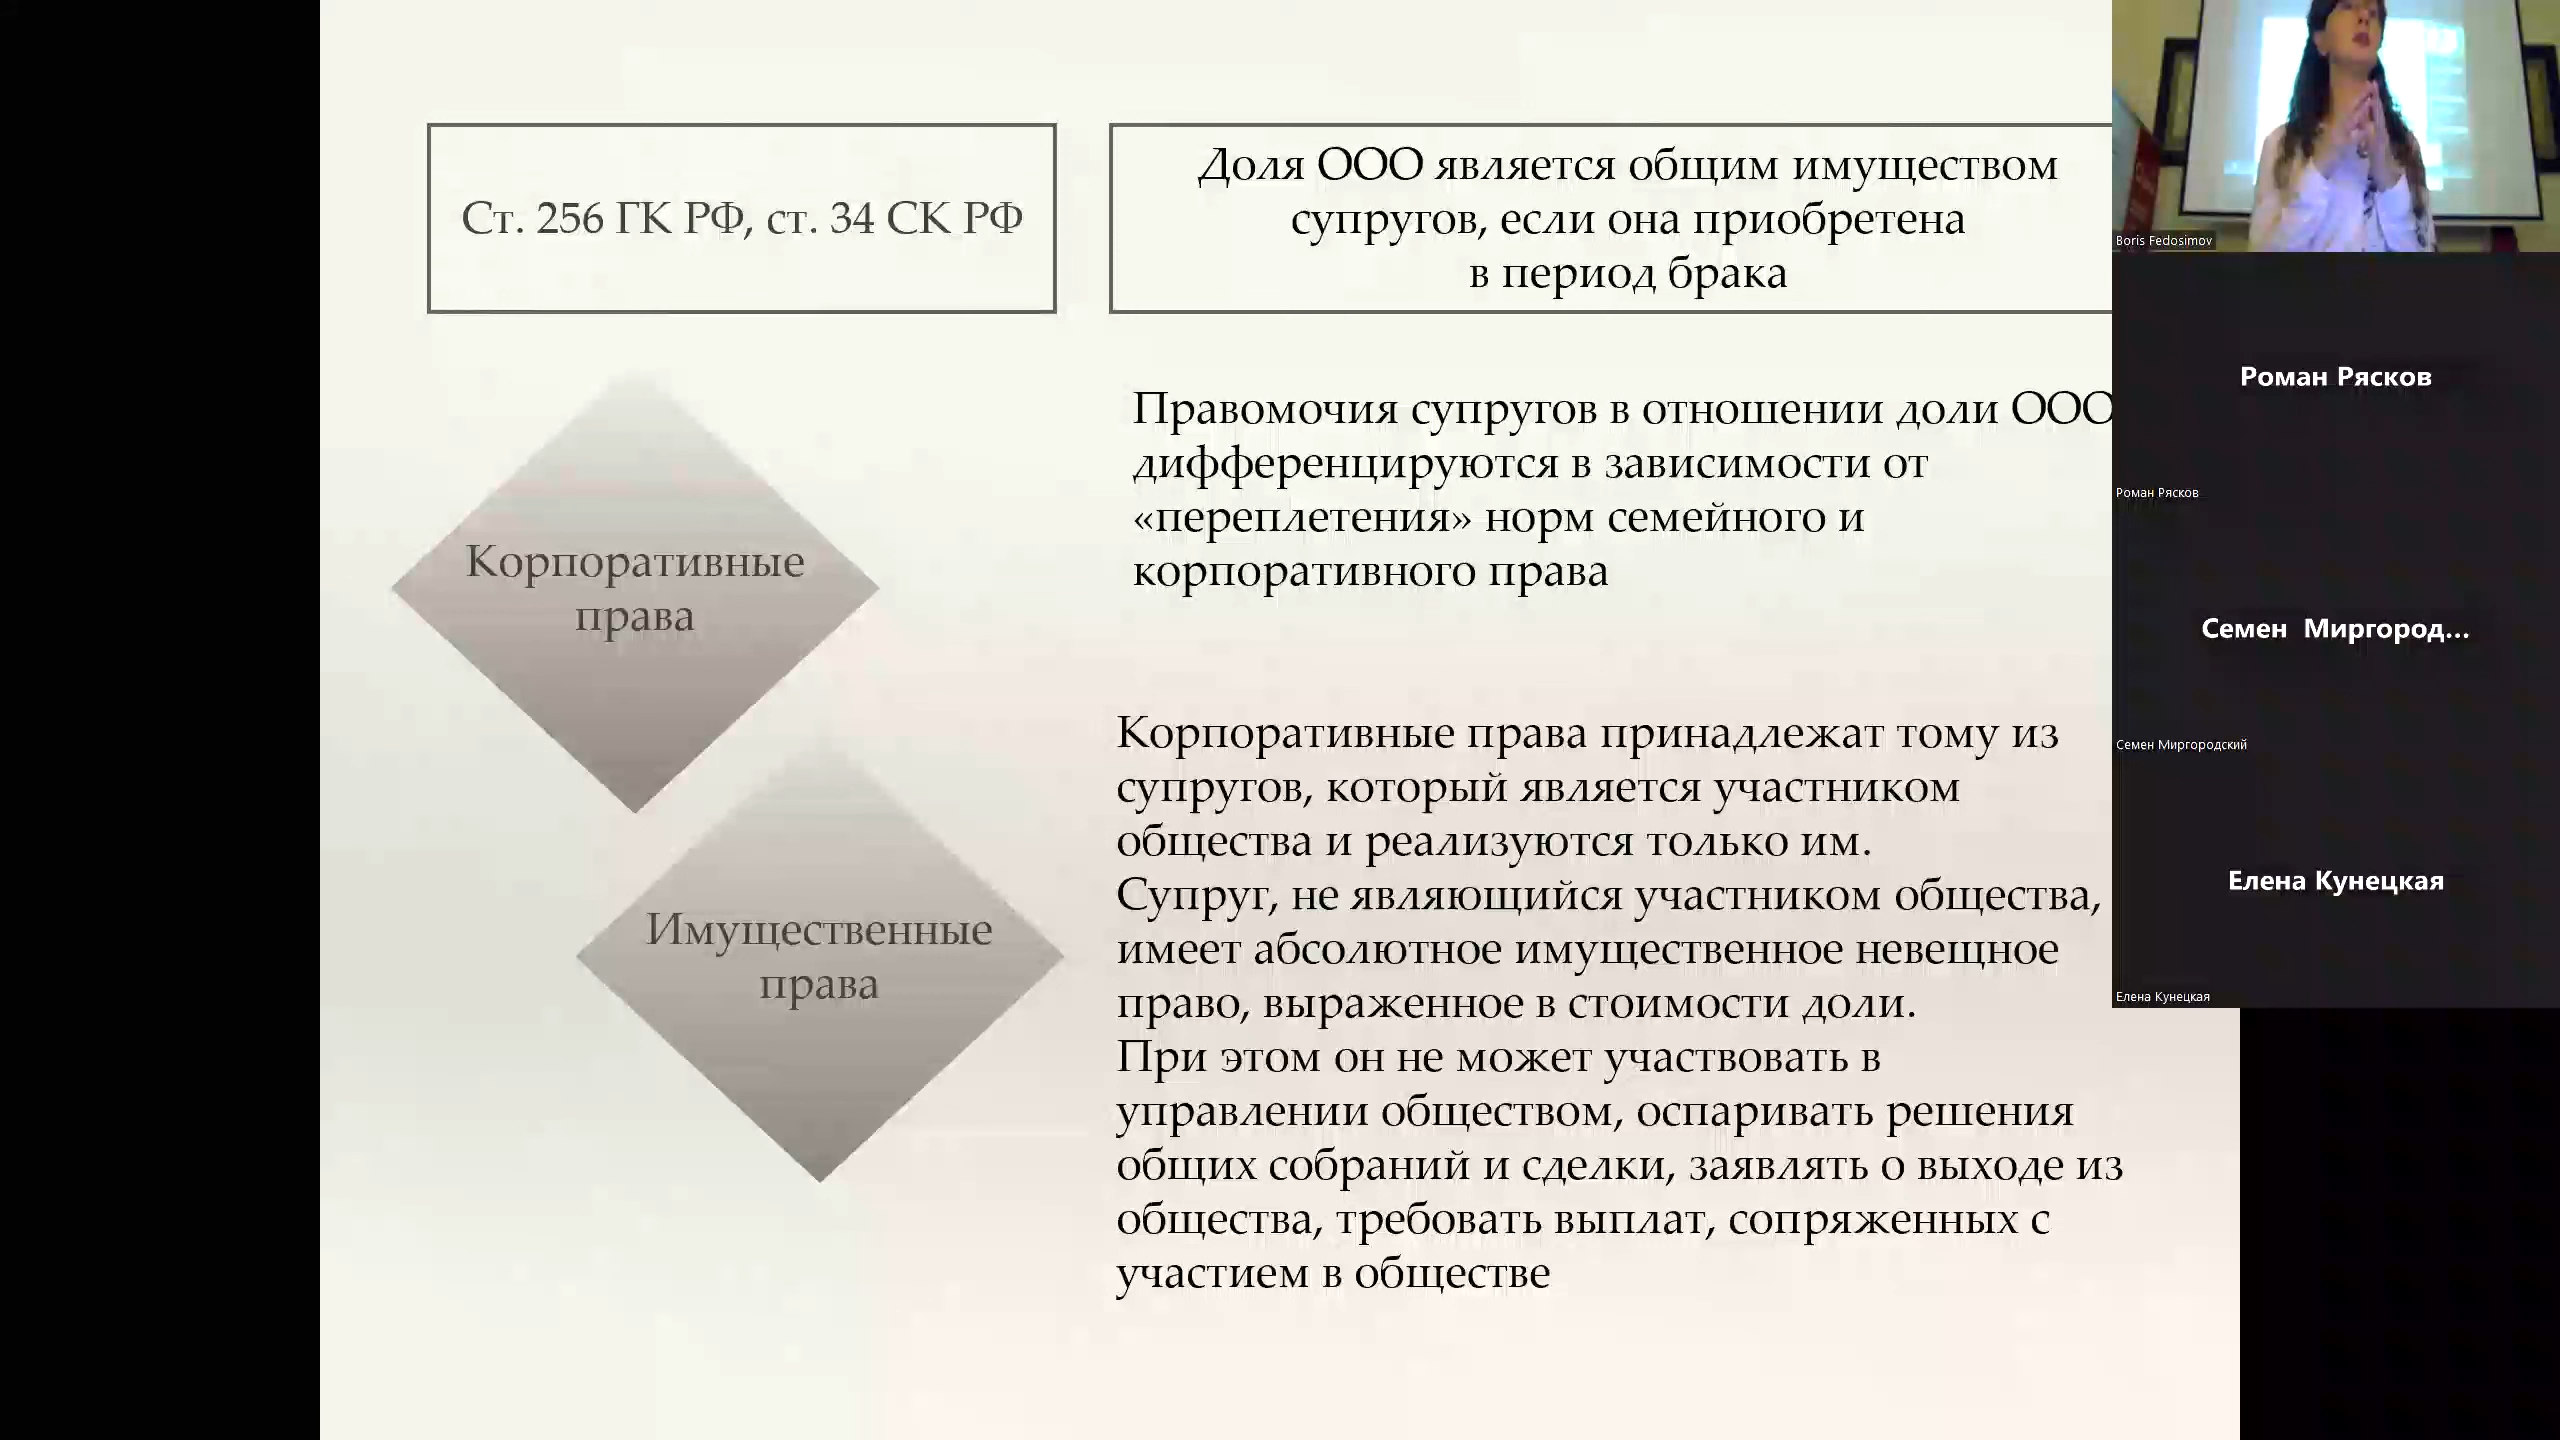 Ст. 256 ГК РФ, ст. 34 СК РФ
Доля ООО является общим имуществом
супругов, если она приобретена
в период брака
Корпоративные
права
Имущественные
права
Правомочия супругов в отношении доли ООО
дифференцируются в зависимости от
«переплетения» норм семейного и
корпоративного права
Корпоративные права принадлежат тому из
супругов, который является участником
общества и реализуются только им.
Супруг, не являющийся участником общества,
имеет абсолютное имущественное невещное
право, выраженное в стоимости доли.
При этом он не может участвовать в
управлении обществом, оспаривать решения
общих собраний и сделки, заявлять о выходе из
общества, требовать выплат, сопряженных с
участием в обществе
Boris Fedosimov
Роман Рясков
Роман Рясков
Семен Миргород...
Семен Миргородский
Елена Кунецкая
Елена Кунецкая